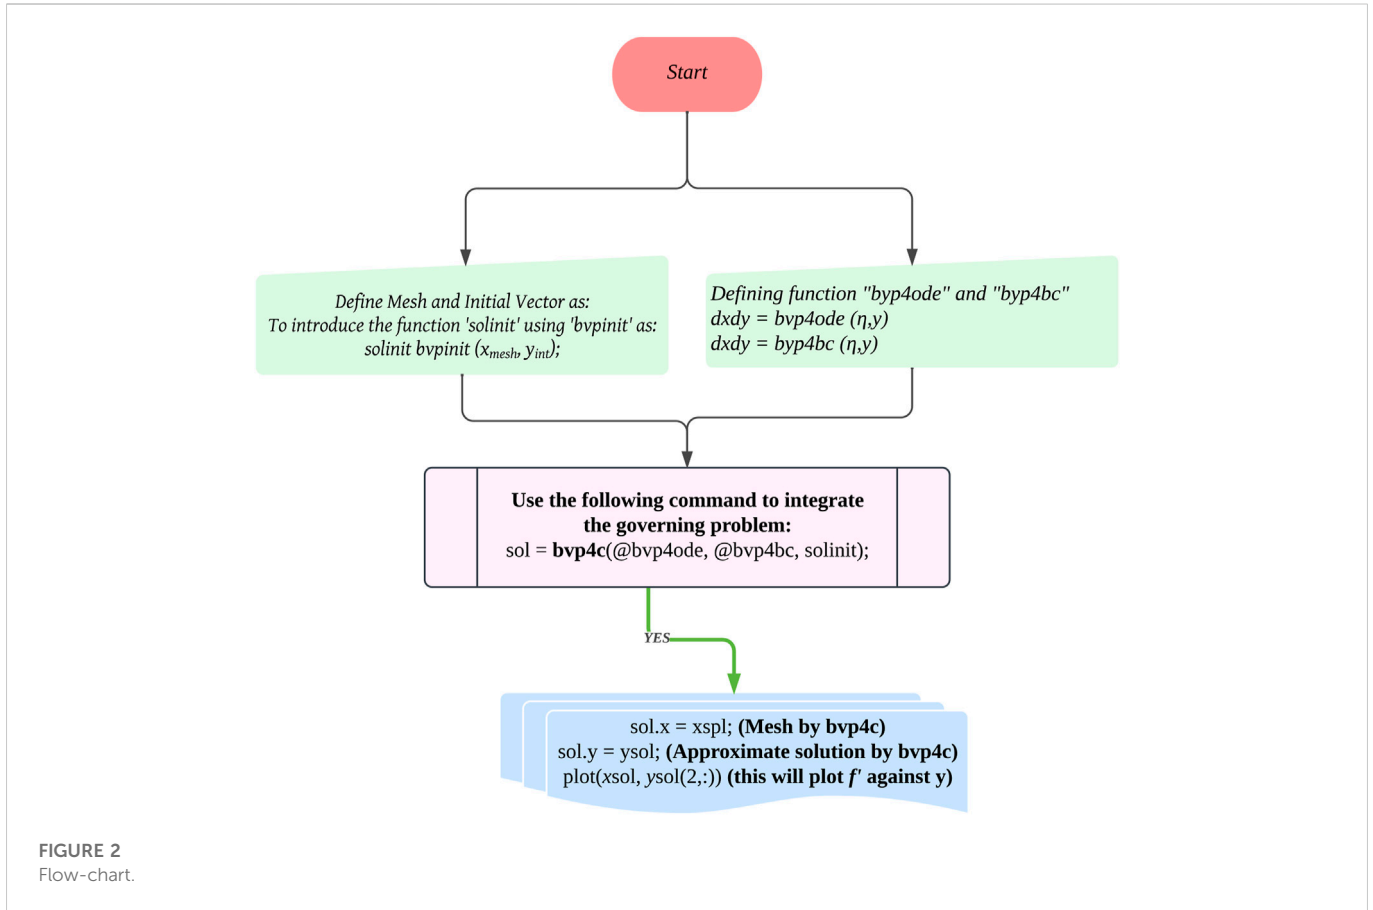 Start
Define Mesh and Initial Vector as:
To introduce the function 'solinit' using 'bvpinit' as:
solinit bvpinit (xmesh, yint);
Defining function "byp4ode" and "byp4bc"
dxdy = bvp4ode (η,y)
dxdy = byp4bc (η,y)
Use the following command to integrate
the governing problem:
sol = bvp4c(@bvp4ode, @bvp4bc, solinit);
YES
sol.x = xspl; (Mesh by bvp4c)
sol.y = ysol; (Approximate solution by bvp4c)
plot(xsol, ysol(2,:)) (this will plot f' against y)
FIGURE 2
Flow-chart.